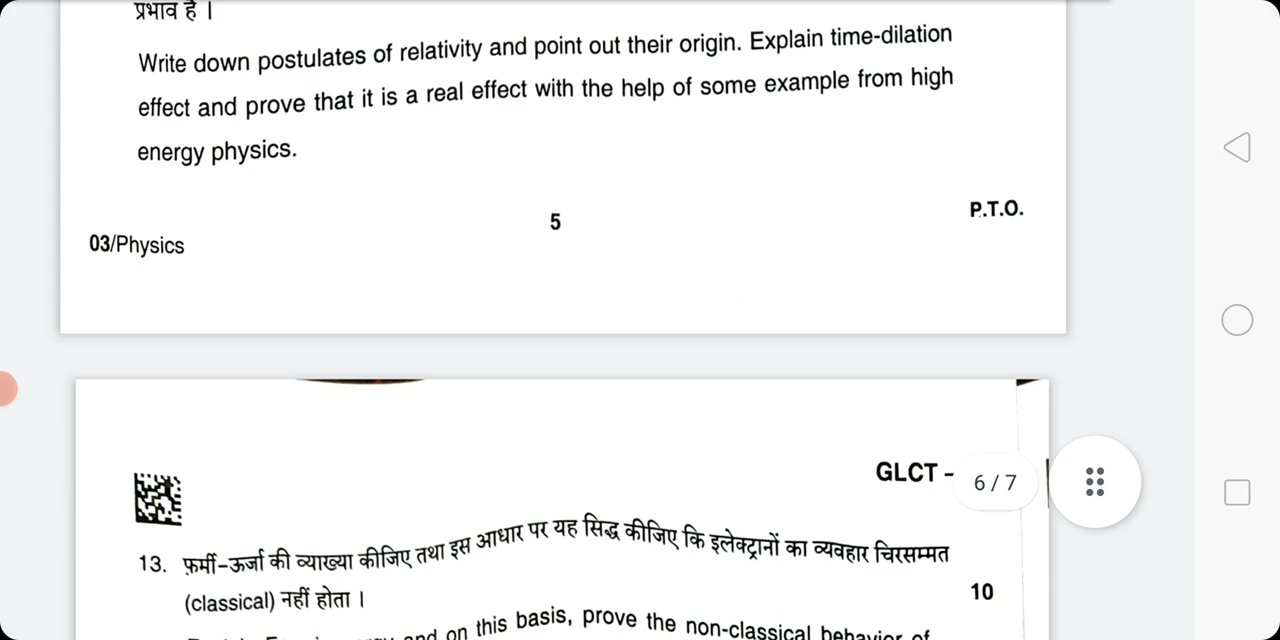 प्रभाव है ।
Write down postulates of relativity and point out their origin. Explain time-dilation
effect and prove that it is a real effect with the help of some example from high
energy physics.
P.T.O.
5
03/Physics
GLCT -
6 / 7
13. फ़र्मी-ऊर्जा की व्याख्या कीजिए तथा इस आधार पर यह सिद्ध कीजिए कि इलेक्ट्रानों का व्यवहार चिरसम्मत
(classical) नहीं होता ।
10
and on this basis, prove the non-classical behavior of